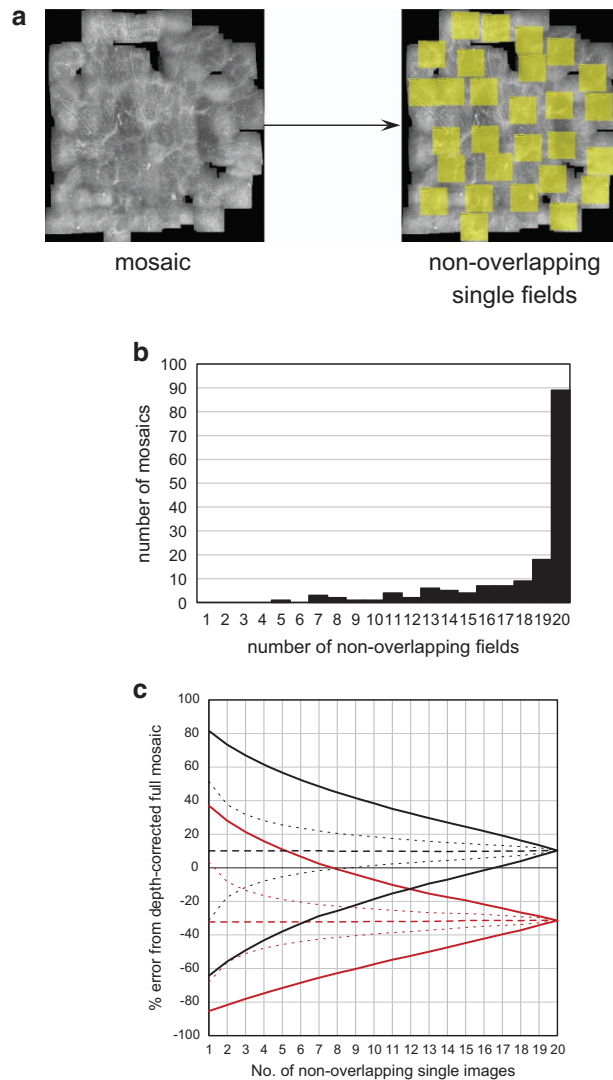 a
mosaic
non-overlapping
single fields
b
100
90
80
70
60
50
40
30
20
10
0
number of mosaics
1 2 3 4 5 6 7 8 9 10 11 12 13 14 15 16 17 18 19 20
number of non-overlapping fields
c
100
80
60
40
20
0
-20
-40
-60
-80
-100
% error from depth-corrected full mosaic
1 2 3 4 5 6 7 8 9 10 11 12 13 14 15 16 17 18 19 20
No. of non-overlapping single images